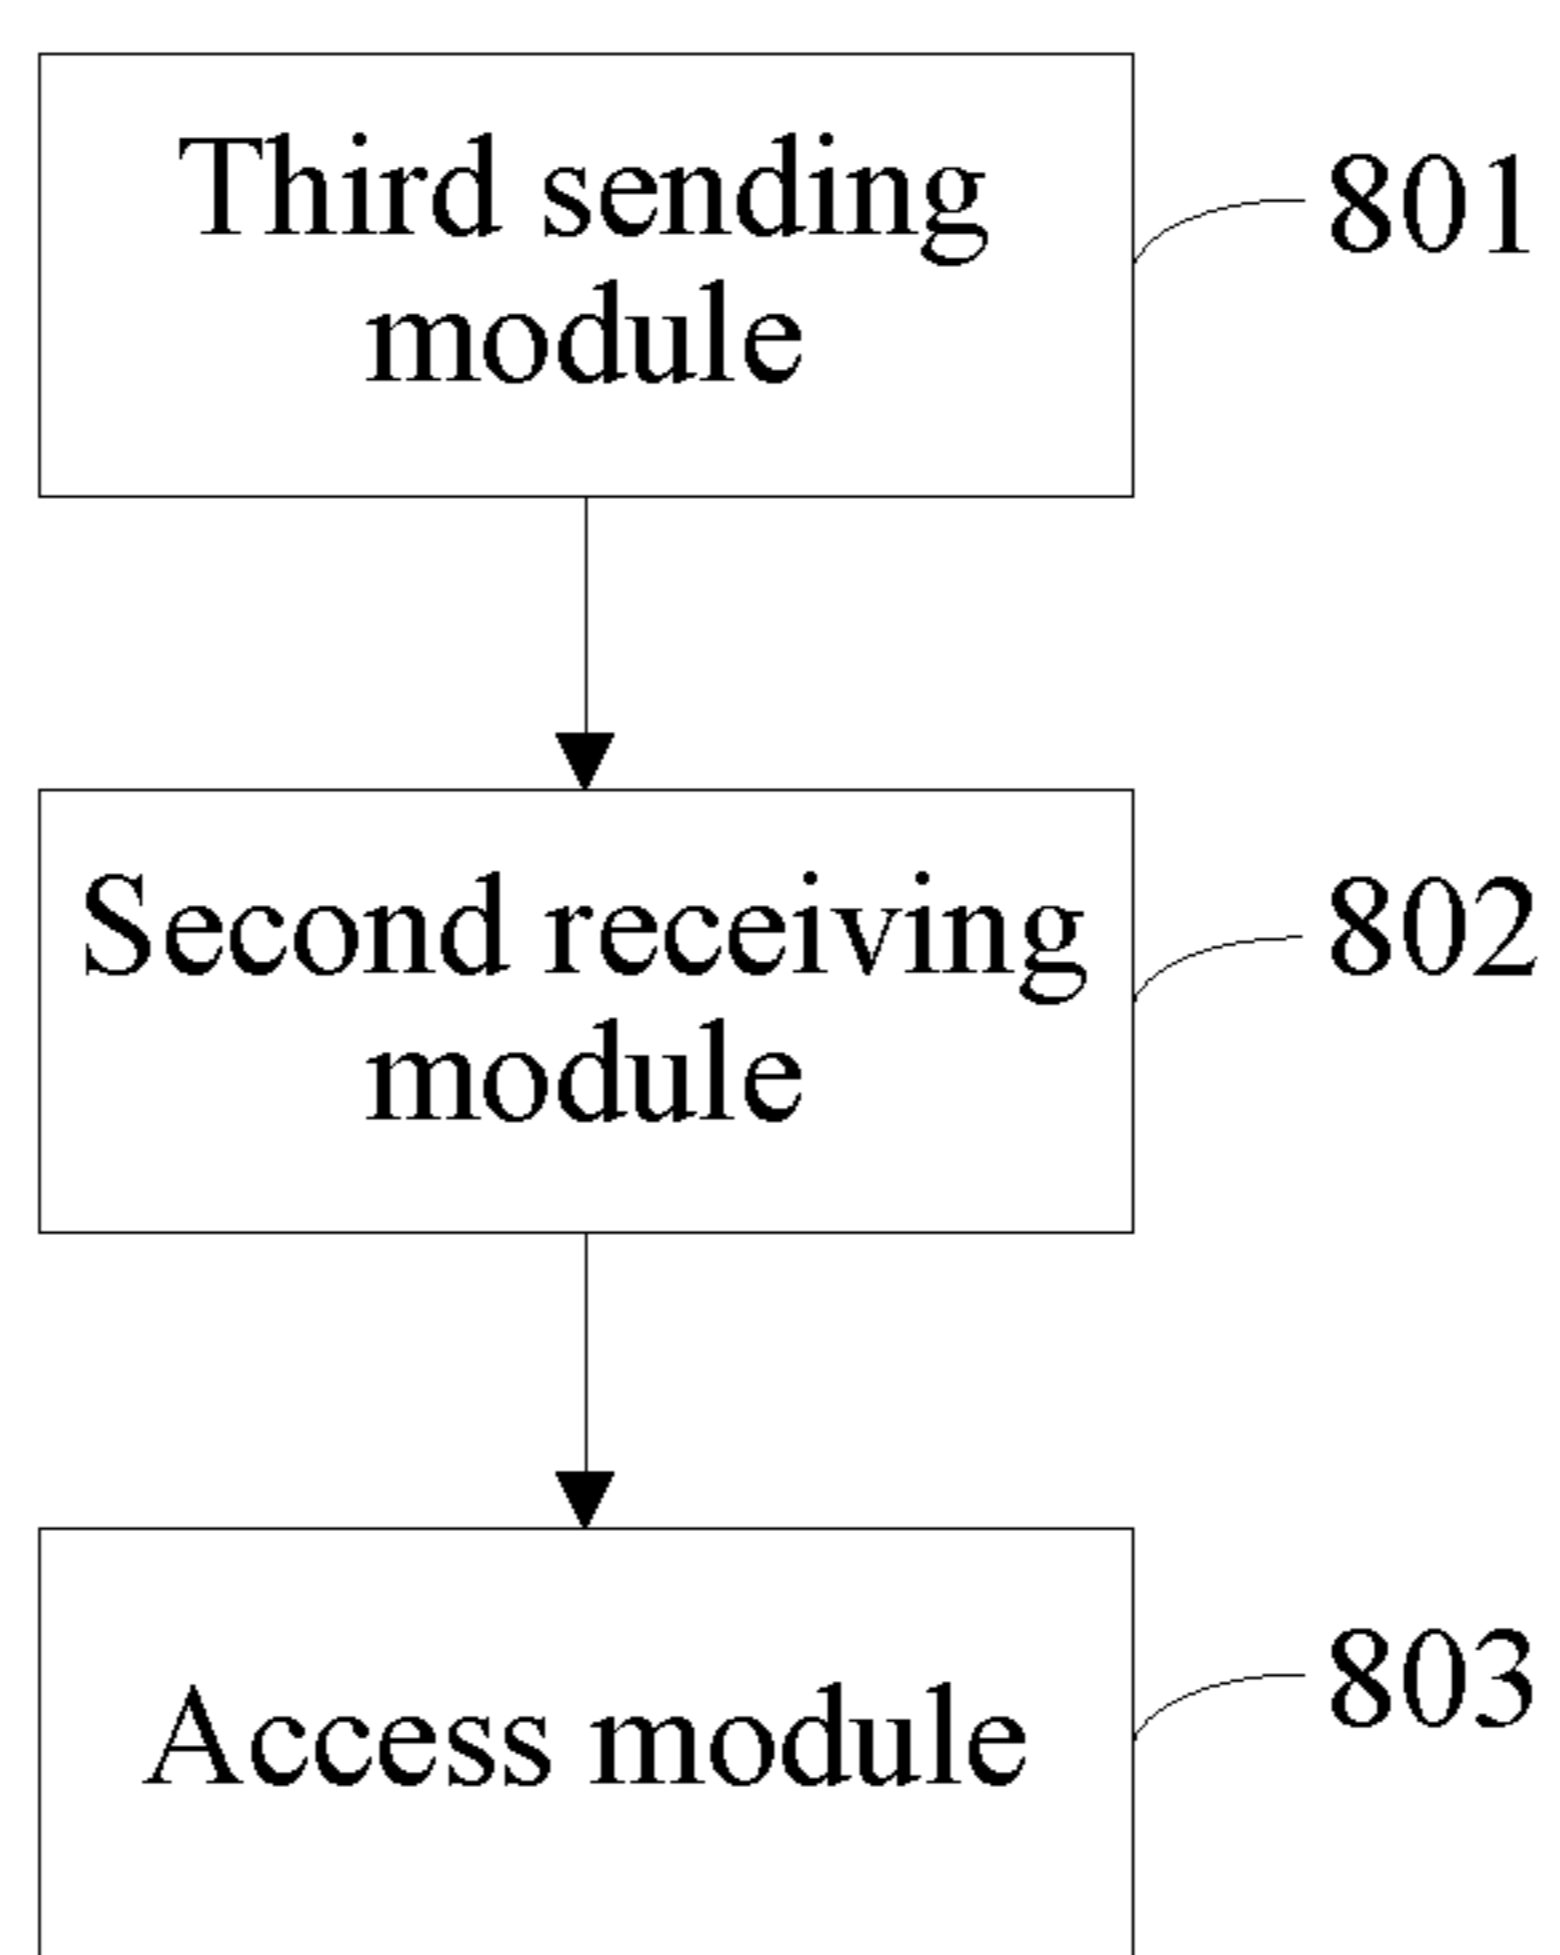 Third sending
module
801
Second receiving
module
802
Access module
803